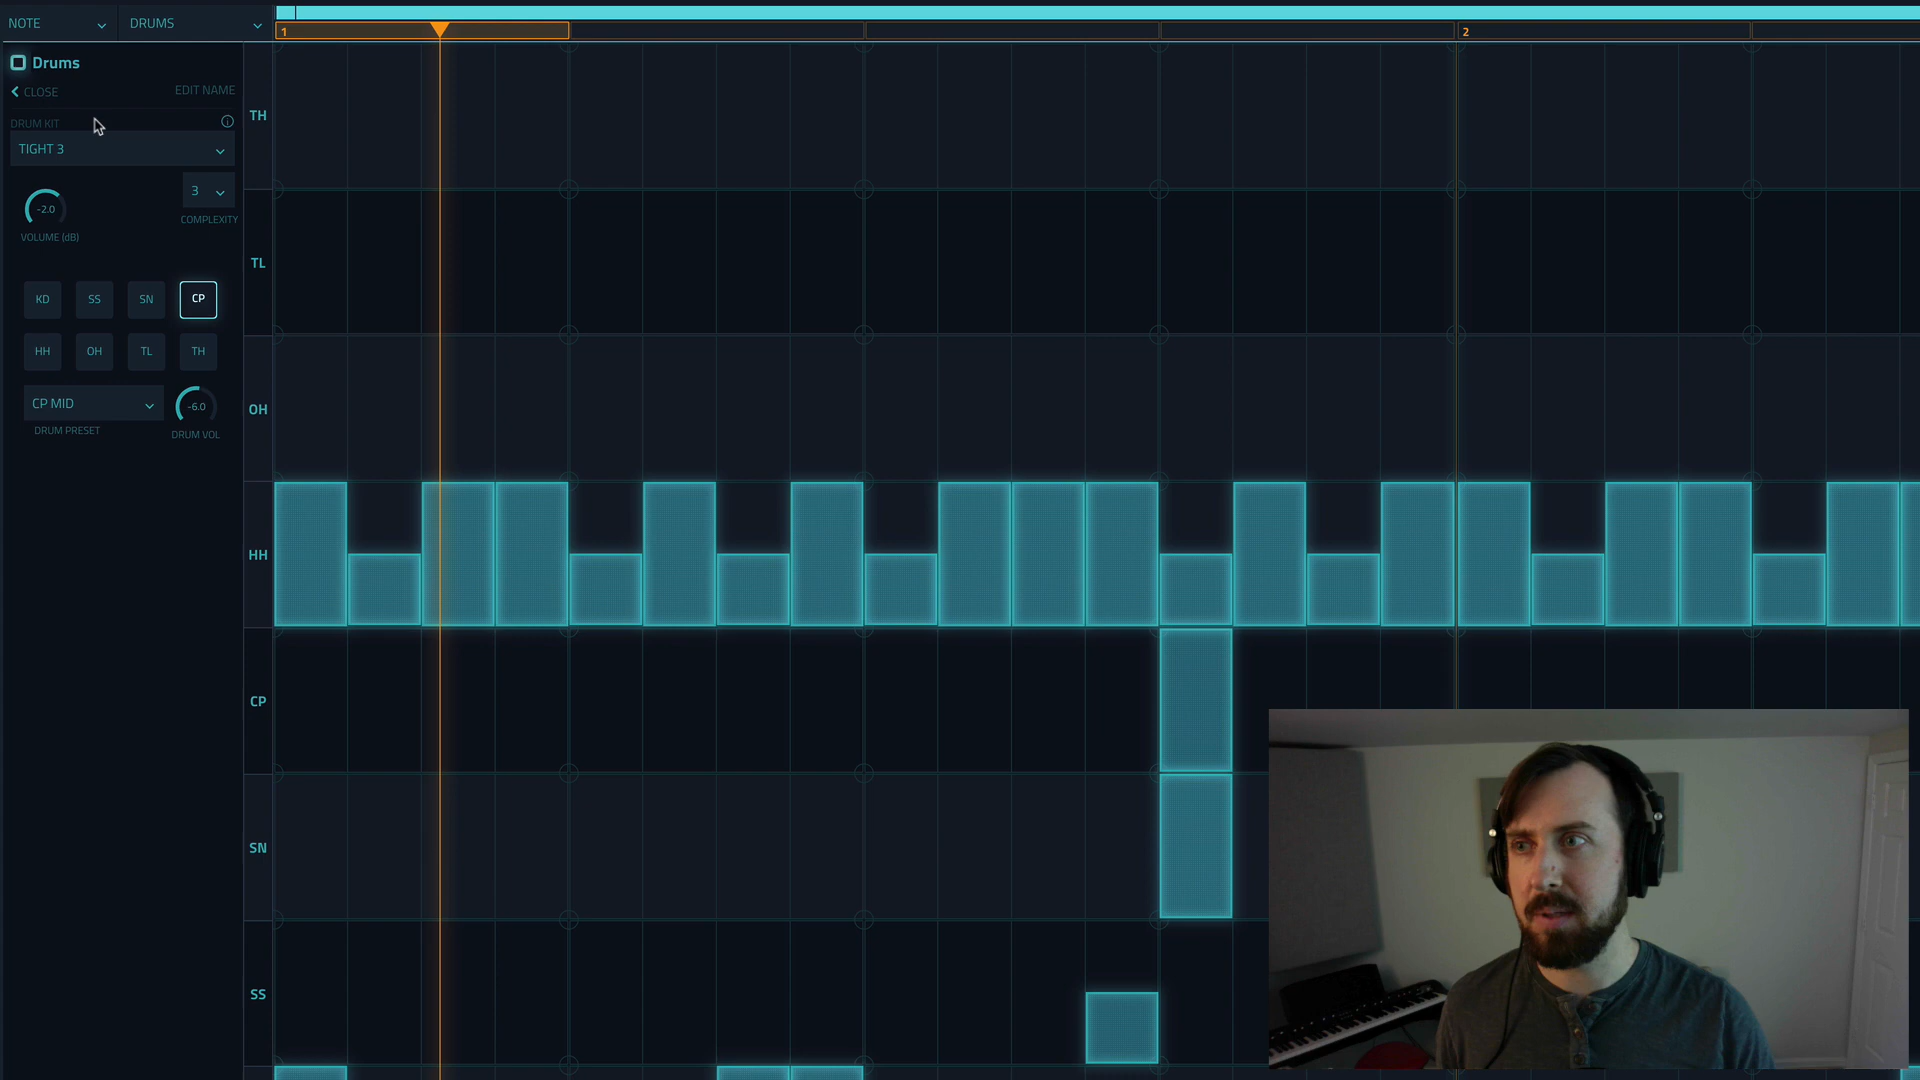 NOTE
DRUMS
1
2
Drums
CLOSE
EDIT NAME
DRUM KIT
TIGHT 3
-2.0
VOLUME (dB)
3
COMPLEXITY
KD
SS
SN
CP
HH
OH
TL
TH
CP MID
DRUM PRESET
-6.0
DRUM VOL
TH
TL
OH
HH
CP
SN
SS